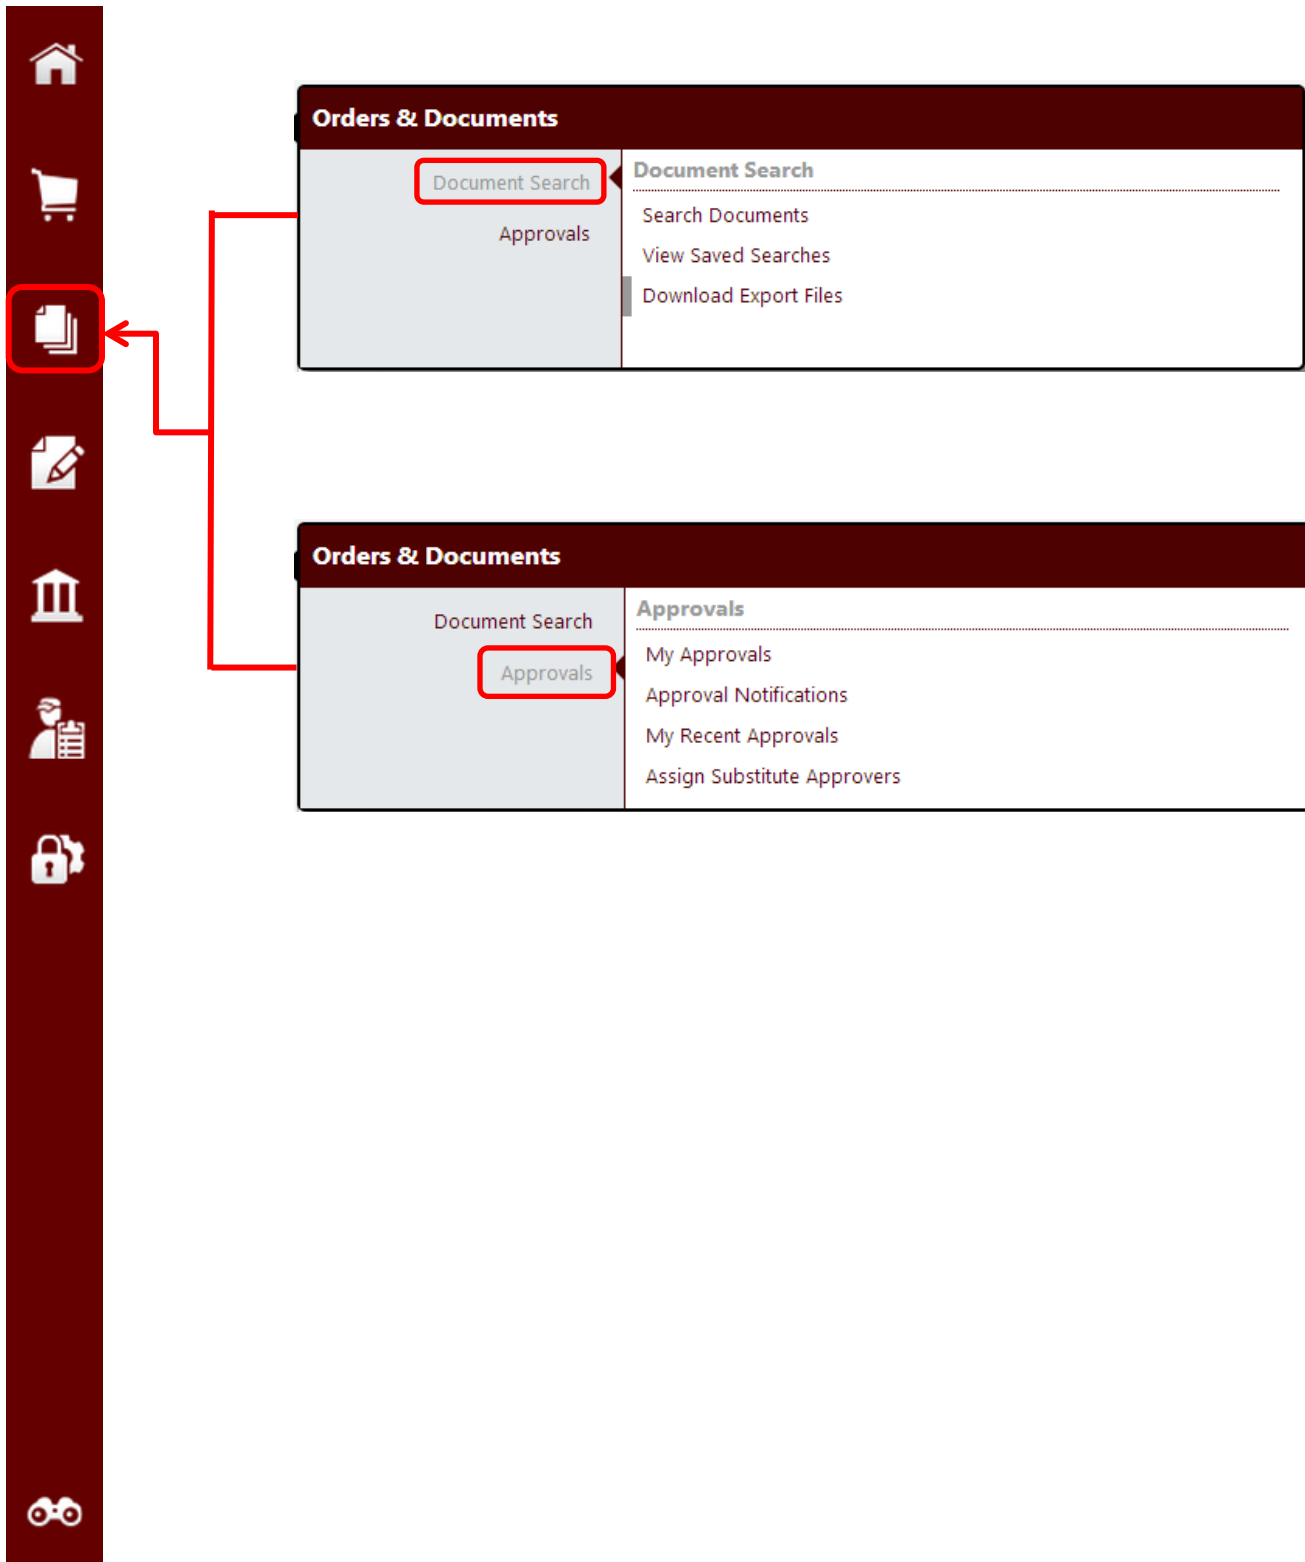 Orders & Documents
Document Search
Approvals
Document Search
Search Documents
View Saved Searches
Download Export Files
Orders & Documents
Document Search
Approvals
Approvals
My Approvals
Approval Notifications
My Recent Approvals
Assign Substitute Approvers